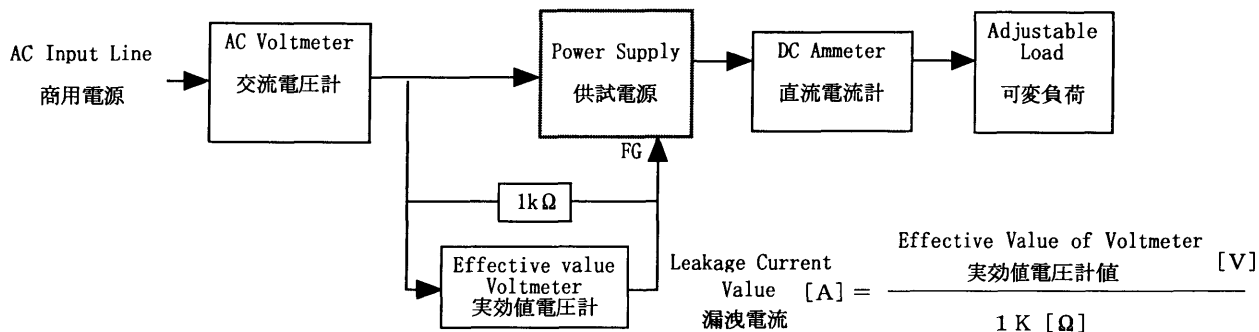 AC Input Line
商用電源
AC Voltmeter
交流電圧計
Power Supply
供試電源
DC Ammeter
直流電流計
Adjustable
Load
可変負荷
FG
1kΩ
Effective value
Voltmeter
実効値電圧計
Leakage Current
Value [A] =
漏洩電流
Effective Value of Voltmeter
実効値電圧計値
[V]
1 K [Ω]